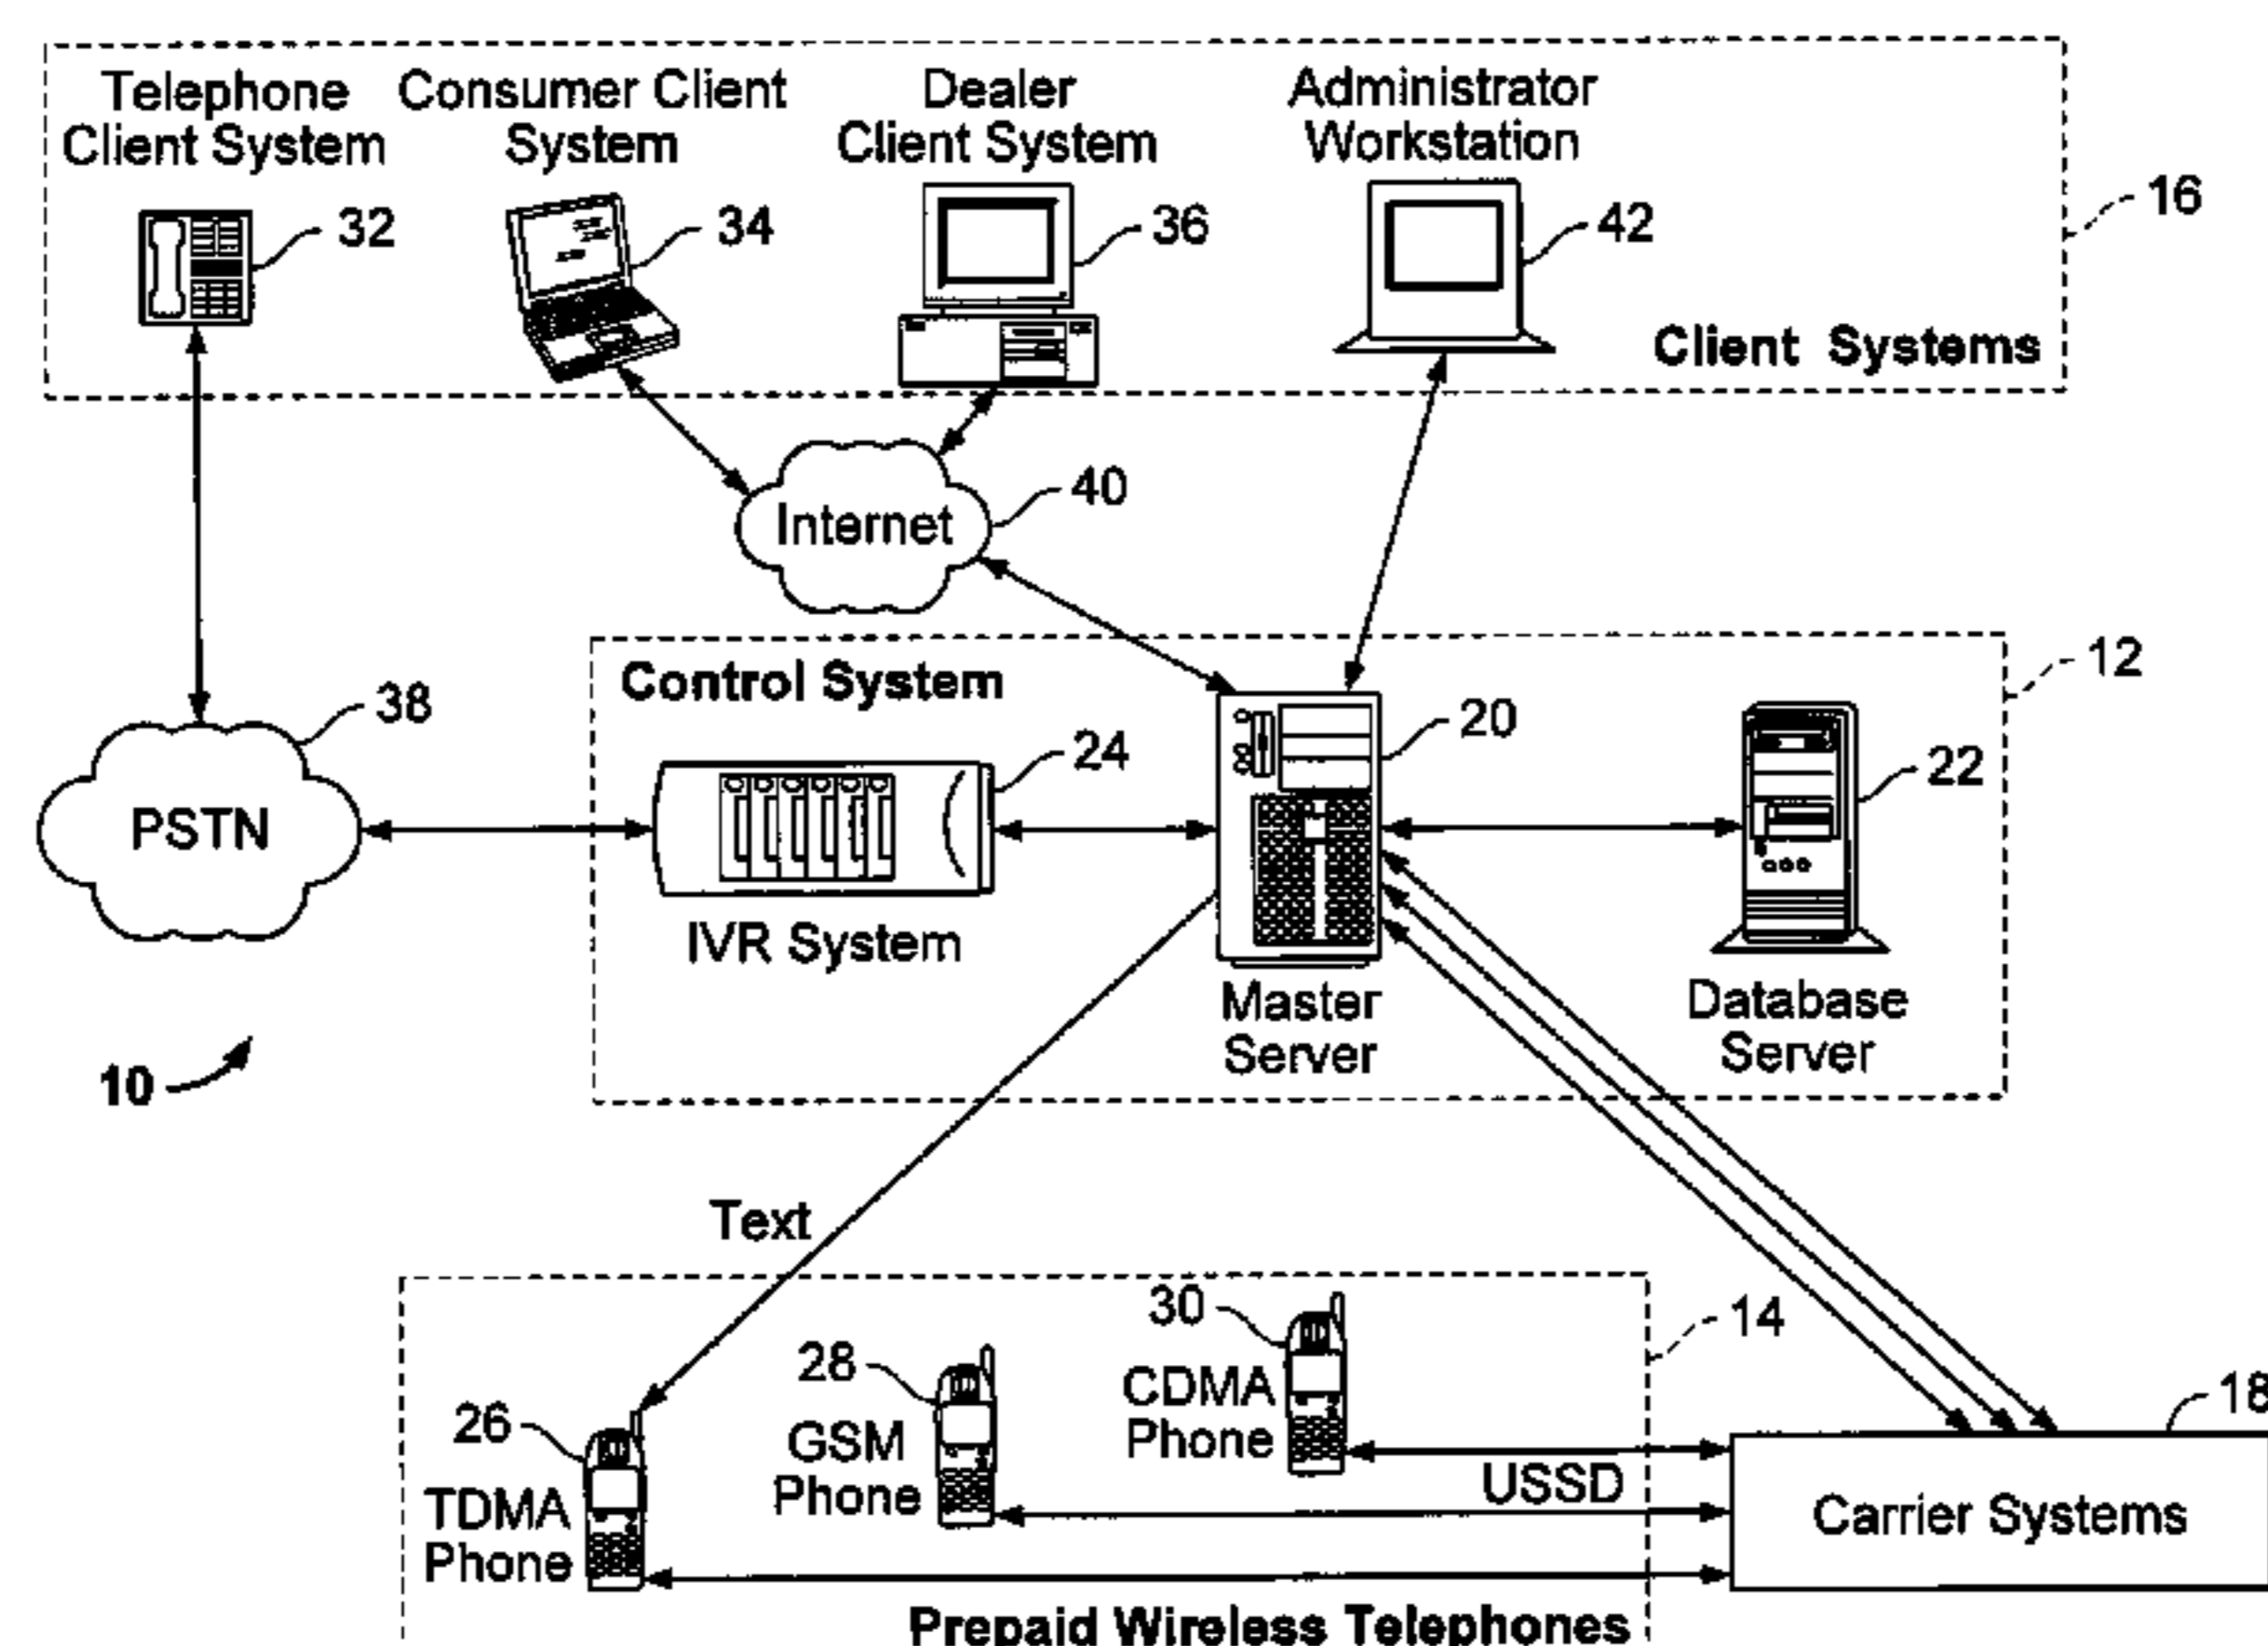 Telephone
Client System
Consumer Client
System
Dealer
Client System
Administrator
Workstation
32
34
36
42
16
Client Systems
Internet
40
Control System
12
38
PSTN
24
IVR System
20
Master
Server
22
Database
Server
10
Text
14
30
CDMA
Phone
28
GSM
Phone
26
TDMA
Phone
USSD
18
Carrier Systems
Prepaid Wireless Telephones